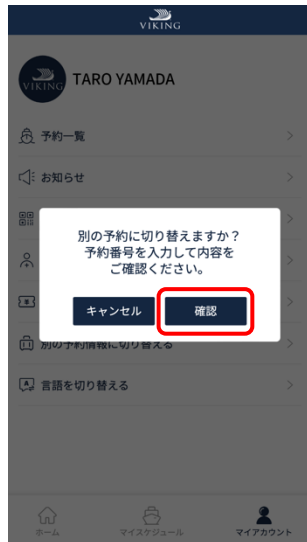 VIKING
VIKING
TARO YAMADA
予約一覧
お知らせ
別の予約に切り替えますか？
予約番号を入力して内容を
ご確認ください。
キャンセル
確認
別の予約情報に切り替える
言語を切り替える
ホーム
マイスケジュール
マイアカウント